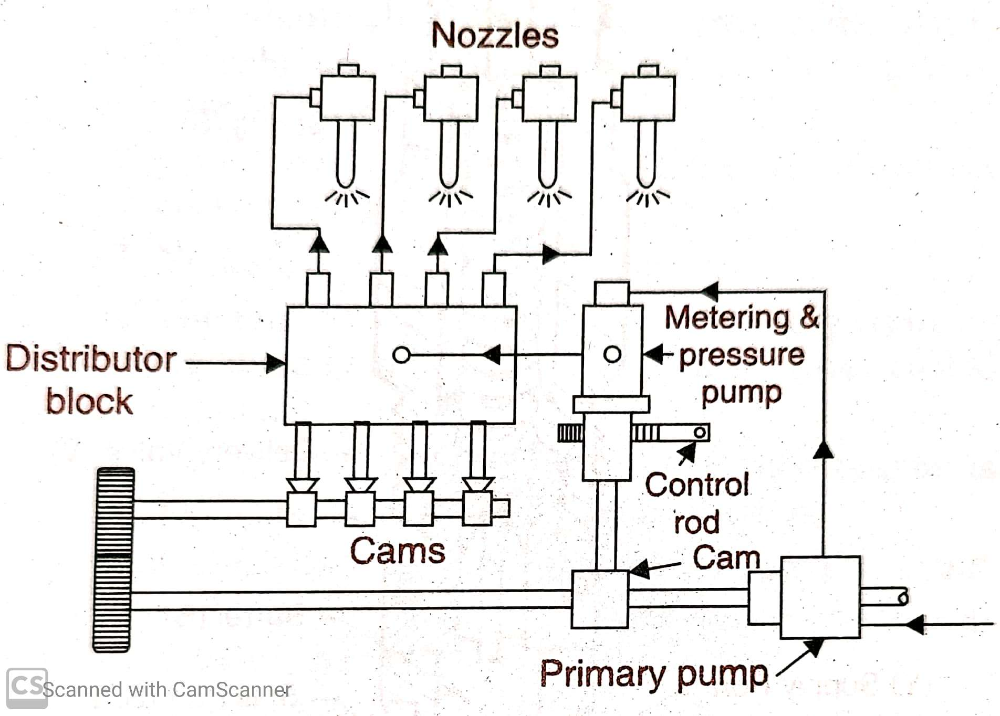 Nozzles
Metering &
pressure
pump
Distributor
block
Control
rod
Cams
Cam
Primary pump
CS Scanned with CamScanner